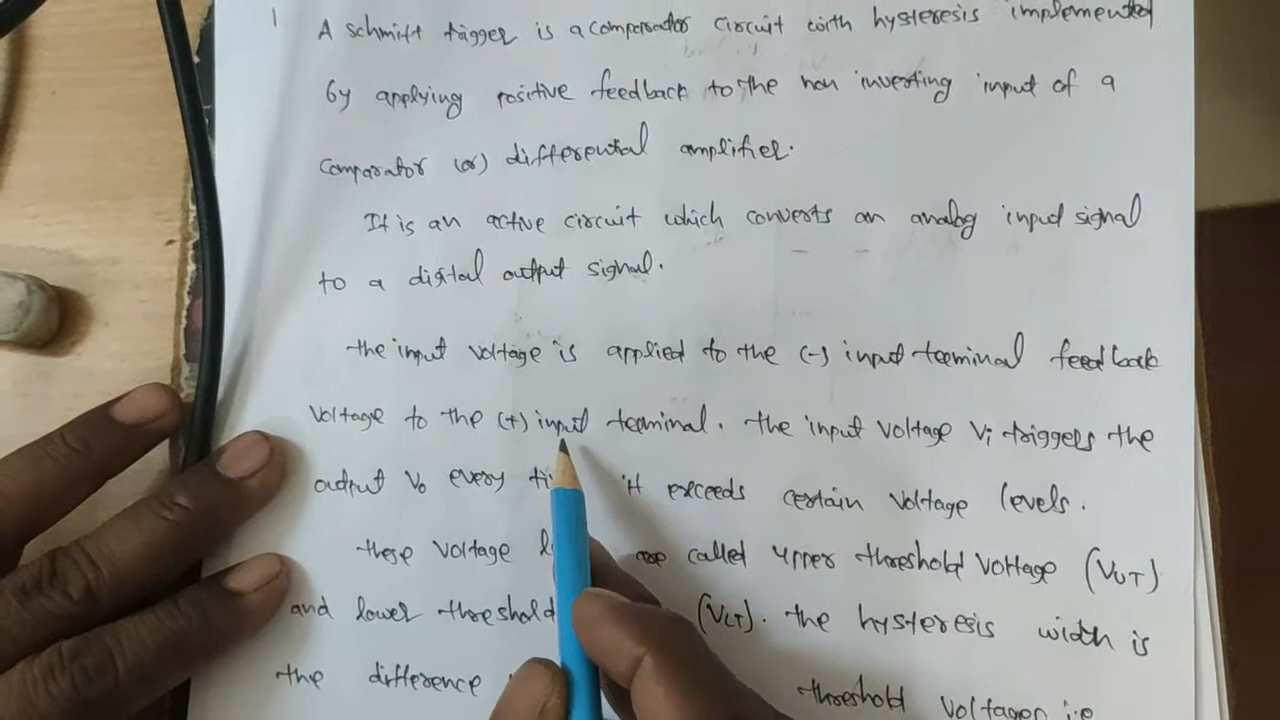 1
A schmitt trigger is a comparator circuit with hysteresis implemented
by applying positive feedback to the non inverting input of a
comparator (or) differential amplifier.
It is an active circuit which converts an analog input signal
to a digital output signal.
the input voltage is applied to the (-) input terminal feedback
voltage to the (+) input terminal. The input voltage Vi triggers the
output Vo every it exceeds certain voltage levels.
these voltage are called upper threshold voltage (VUT)
and lower threshold (VLT). the hysteresis width is
the difference threshold voltages i.e